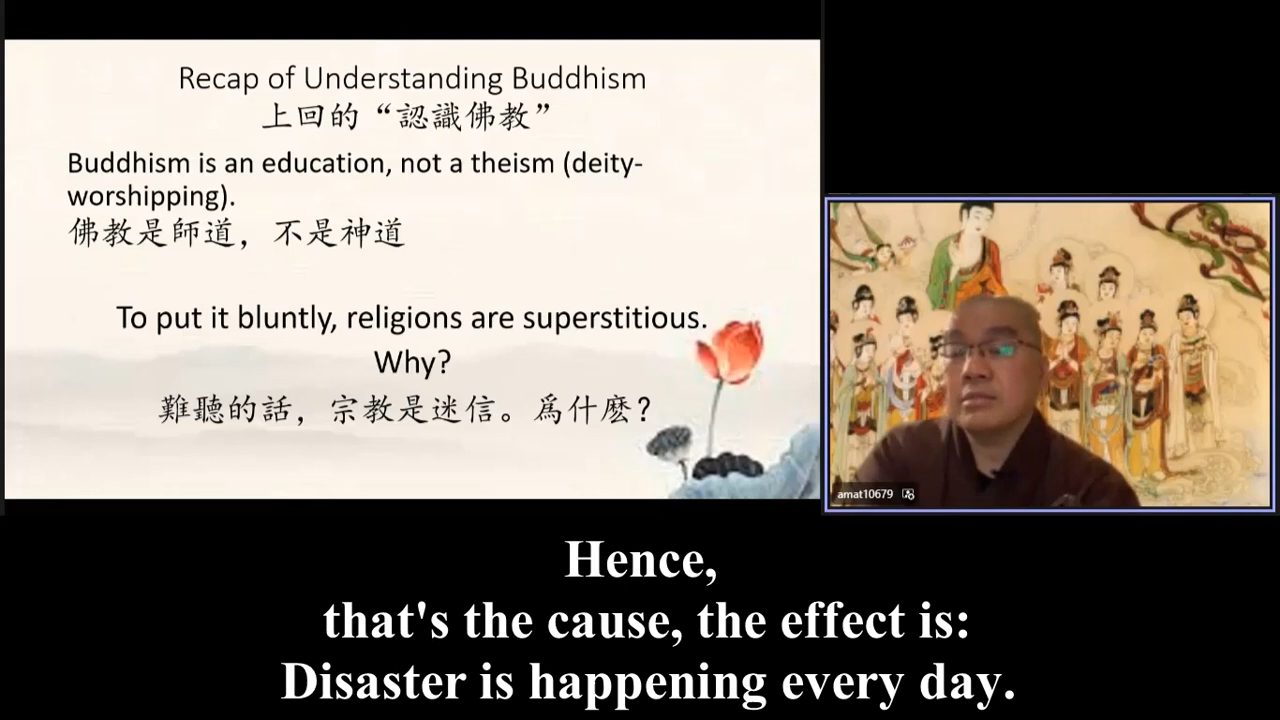 Recap of Understanding Buddhism
上回的“認識佛教”
Buddhism is an education, not a theism (deity-
worshipping).
佛教是師道，不是神道
To put it bluntly, religions are superstitious.
Why?
難聽的話，宗教是迷信。爲什麼？
amat10679
Hence,
that's the cause, the effect is:
Disaster is happening every day.